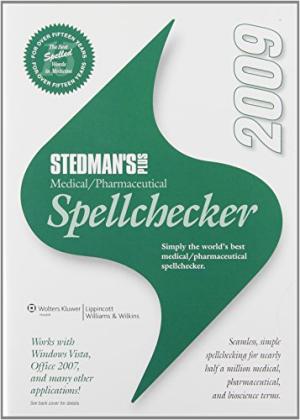 FOR OVER FIFTEEN YEARS
The Best
Spelled
Words
in Medicine
FOR OVER FIFTEEN YEARS
2009
STEDMAN'S PLUS
Medical/Pharmaceutical
Spellchecker
Simply the world's best
medical/pharmaceutical
spellchecker.
Wolters Kluwer
Lippincott
Williams & Wilkins
Works with
Windows Vista,
Office 2007,
and many other
applications!
See back cover for details.
Seamless, simple
spellchecking for nearly
half a million medical,
pharmaceutical,
and bioscience terms.